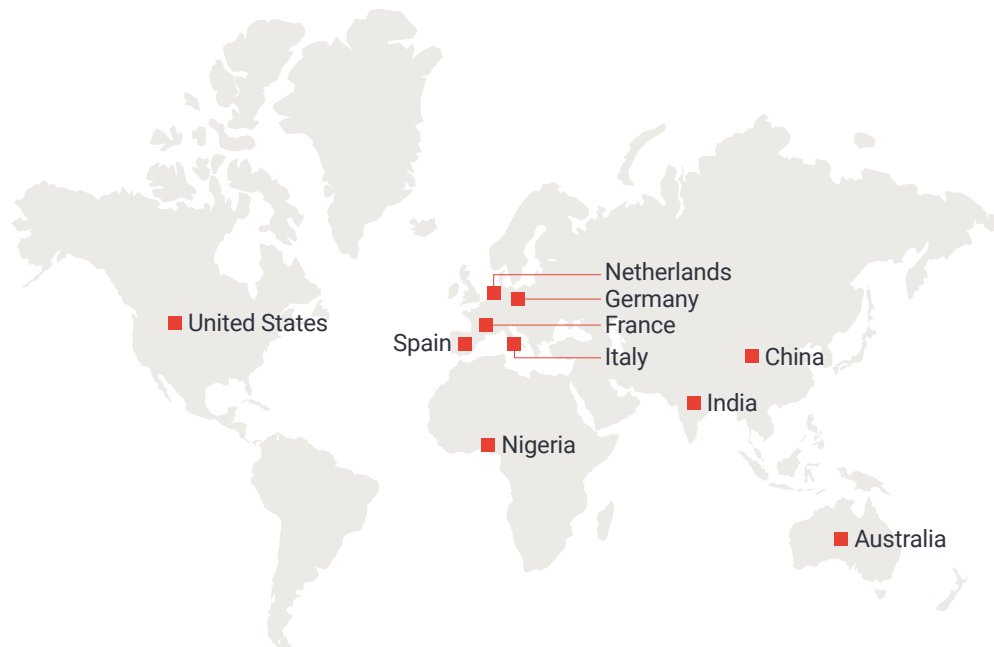 Netherlands
Germany
United States
France
Spain
Italy
China
India
Nigeria
Australia